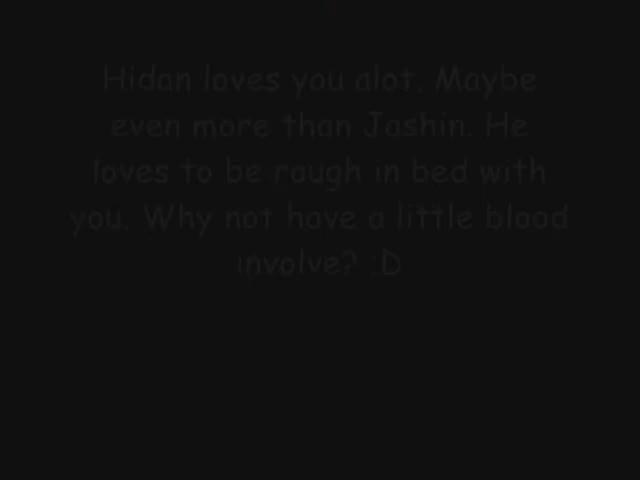 Hidan loves you alot. Maybe
even more than Jashin. He
loves to be rough in bed with
you. Why not have a little blood
involve? :D